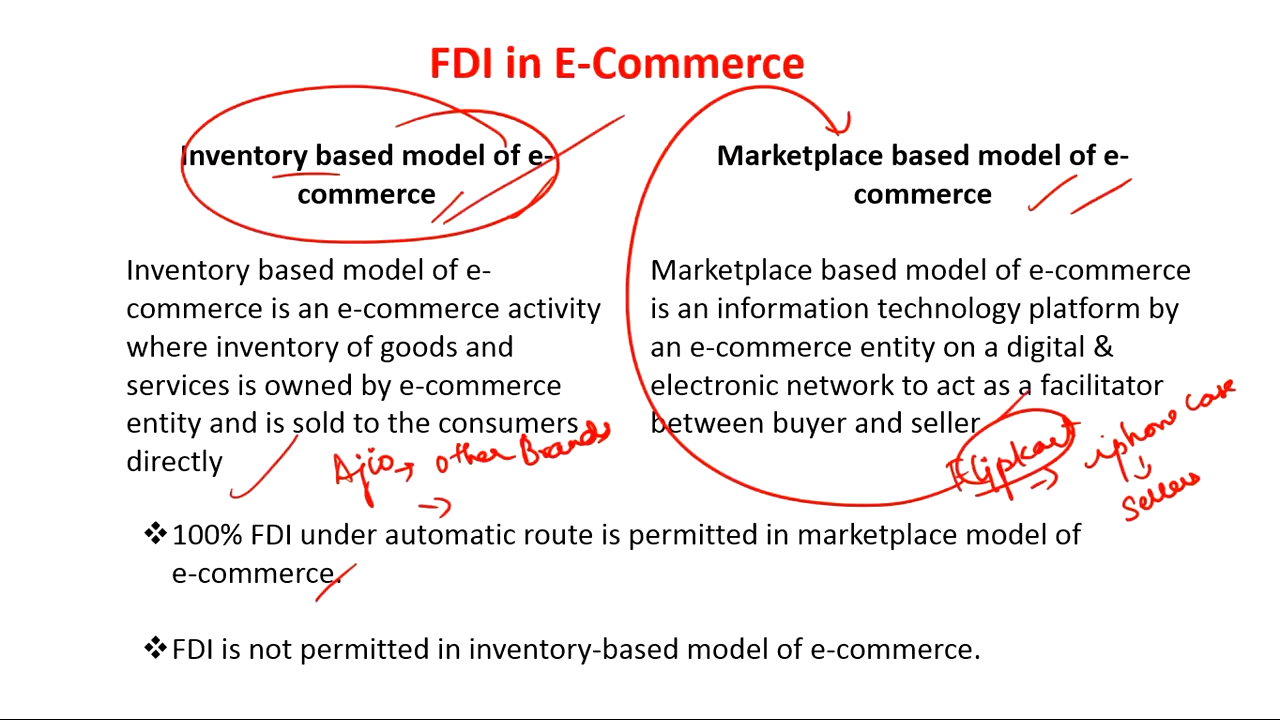 FDI in E-Commerce
Inventory based model of e-
commerce
Inventory based model of e-
commerce is an e-commerce activity
where inventory of goods and
services is owned by e-commerce
entity and is sold to the consumers
directly
Ajio → other Brands
→
Marketplace based model of e-
commerce
Marketplace based model of e-commerce
is an information technology platform by
an e-commerce entity on a digital &
electronic network to act as a facilitator
between buyer and seller
Flipkart → iphone case
↓
Sellers
❖100% FDI under automatic route is permitted in marketplace model of
e-commerce.
❖FDI is not permitted in inventory-based model of e-commerce.